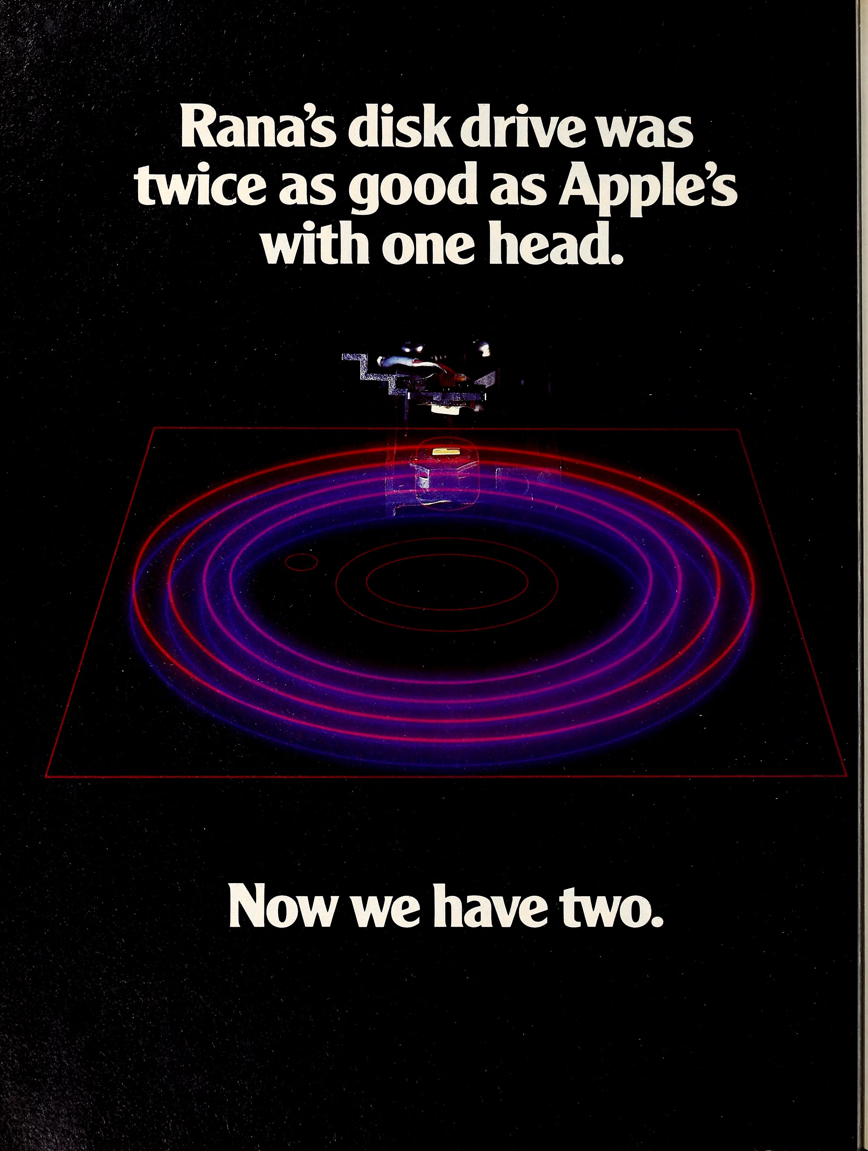 Rana's disk drive was
twice as good as Apple's
with one head.
Now we have two.